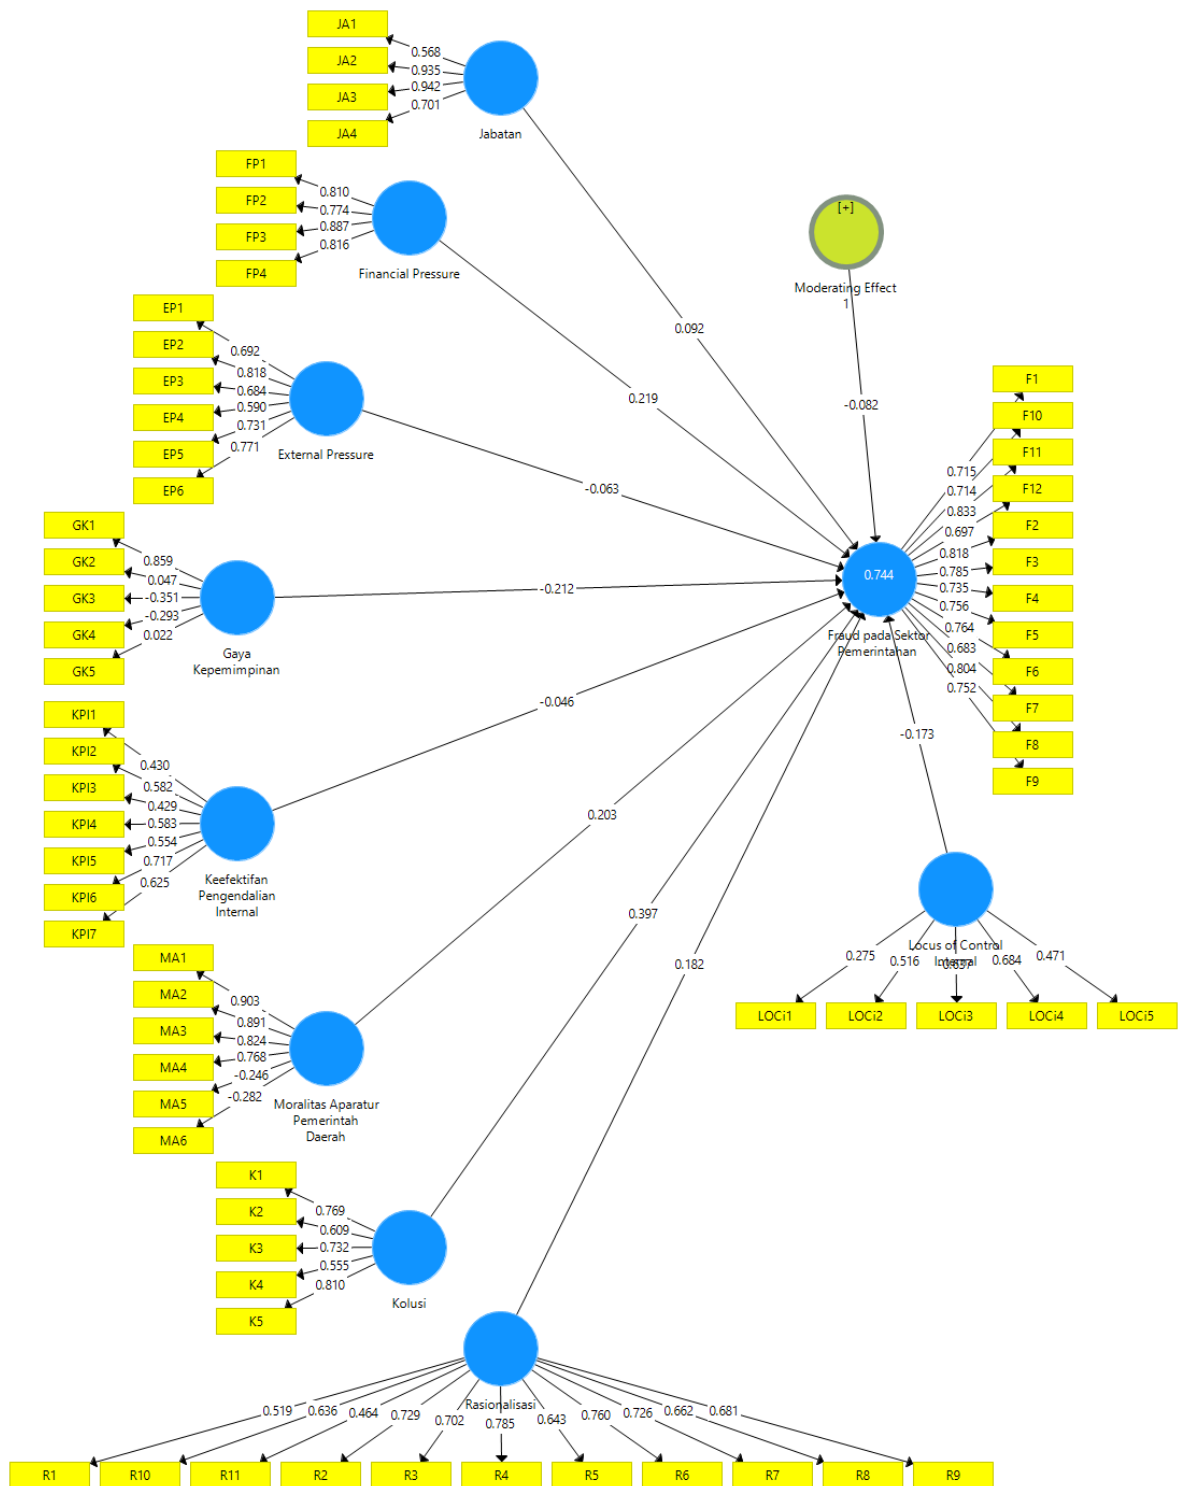 JA1
0.568
JA2
0.935
JA3
0.942
JA4
0.701
Jabatan
FP1
0.810
FP2
0.774
FP3
0.887
FP4
0.816
Financial Pressure
[+]
Moderating Effect
1
EP1
0.692
EP2
0.818
EP3
0.684
EP4
0.590
EP5
0.731
EP6
0.771
External Pressure
0.092
0.219
-0.082
-0.063
GK1
0.859
GK2
0.047
GK3
-0.351
GK4
-0.293
GK5
0.022
Gaya
Kepemimpinan
-0.212
0.744
Fraud pada Sektor
Pemerintahan
F1
F10
F11
F12
F2
F3
F4
F5
F6
F7
F8
F9
0.715
0.714
0.833
0.697
0.818
0.785
0.735
0.756
0.764
0.683
0.804
0.752
KPI1
0.430
KPI2
0.582
KPI3
0.429
KPI4
0.583
KPI5
0.554
KPI6
0.717
KPI7
0.625
Keefektifan
Pengendalian
Internal
-0.046
-0.173
0.203
0.397
0.182
Locus of Control
Internal
0.275
0.516
0.637
0.684
0.471
LOCi1
LOCi2
LOCi3
LOCi4
LOCi5
MA1
0.903
MA2
0.891
MA3
0.824
MA4
0.768
MA5
-0.246
MA6
-0.282
Moralitas Aparatur
Pemerintah
Daerah
K1
0.769
K2
0.609
K3
0.732
K4
0.555
K5
0.810
Kolusi
Rasionalisasi
0.519
0.636
0.464
0.729
0.702
0.785
0.643
0.760
0.726
0.662
0.681
R1
R10
R11
R2
R3
R4
R5
R6
R7
R8
R9